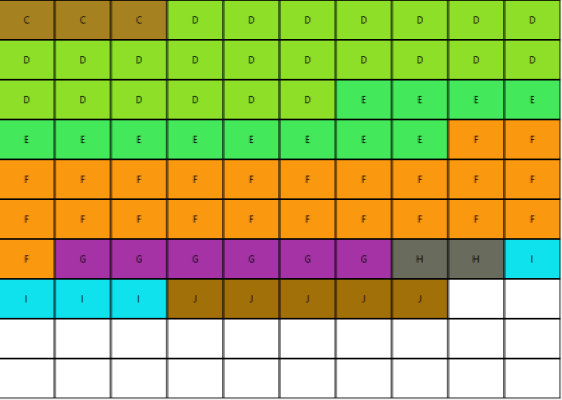 C C C D D D D D D D
D D D D D D D D D D
D D D D D D E E E E
E E E E E E E E F F
F F F F F F F F F F
F F F F F F F F F F
F G G G G G G H H I
I I I J J J J J